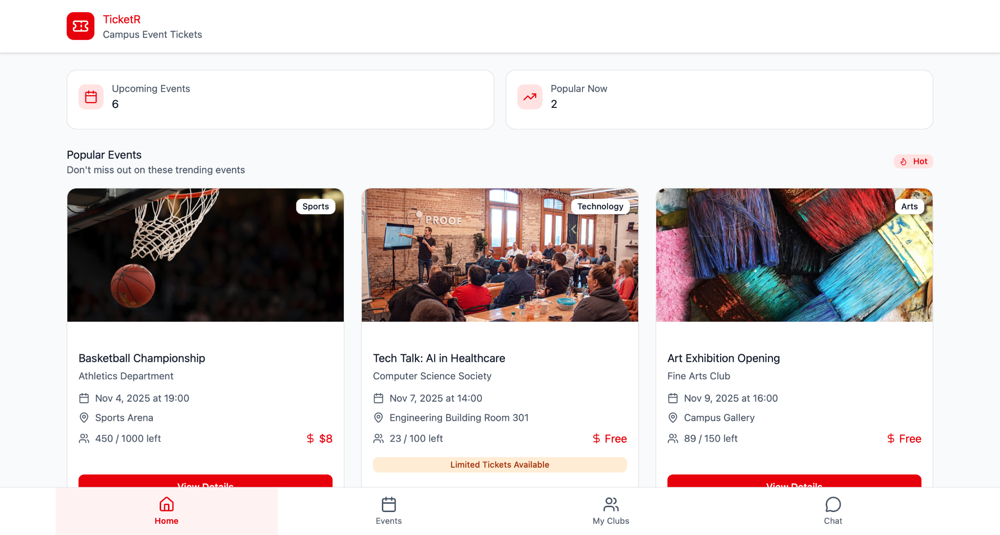 TicketR
Campus Event Tickets
Upcoming Events
6
Popular Now
2
Popular Events
Don't miss out on these trending events
Hot
Sports
PROOF
Technology
Arts
Basketball Championship
Athletics Department
Nov 4, 2025 at 19:00
Sports Arena
450 / 1000 left
$ $8
Tech Talk: AI in Healthcare
Computer Science Society
Nov 7, 2025 at 14:00
Engineering Building Room 301
23 / 100 left
$ Free
Limited Tickets Available
Art Exhibition Opening
Fine Arts Club
Nov 9, 2025 at 16:00
Campus Gallery
89 / 150 left
$ Free
View Details
View Details
Home
Events
My Clubs
Chat